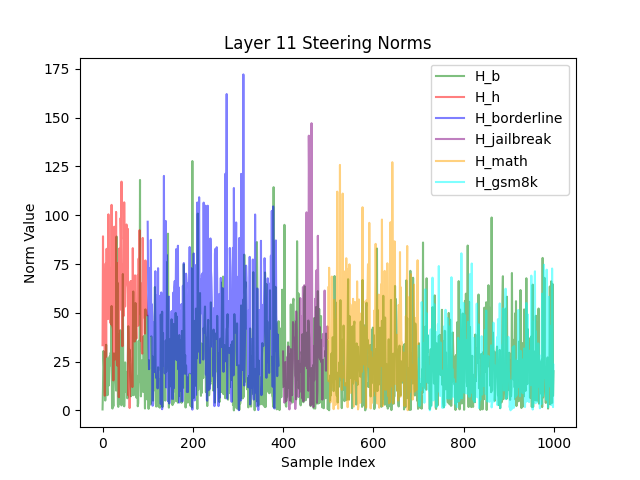 Layer 11 Steering Norms
H_b
H_h
H_borderline
H_jailbreak
H_math
H_gsm8k
Norm Value
175
150
125
100
75
50
25
0
0
200
400
600
800
1000
Sample Index